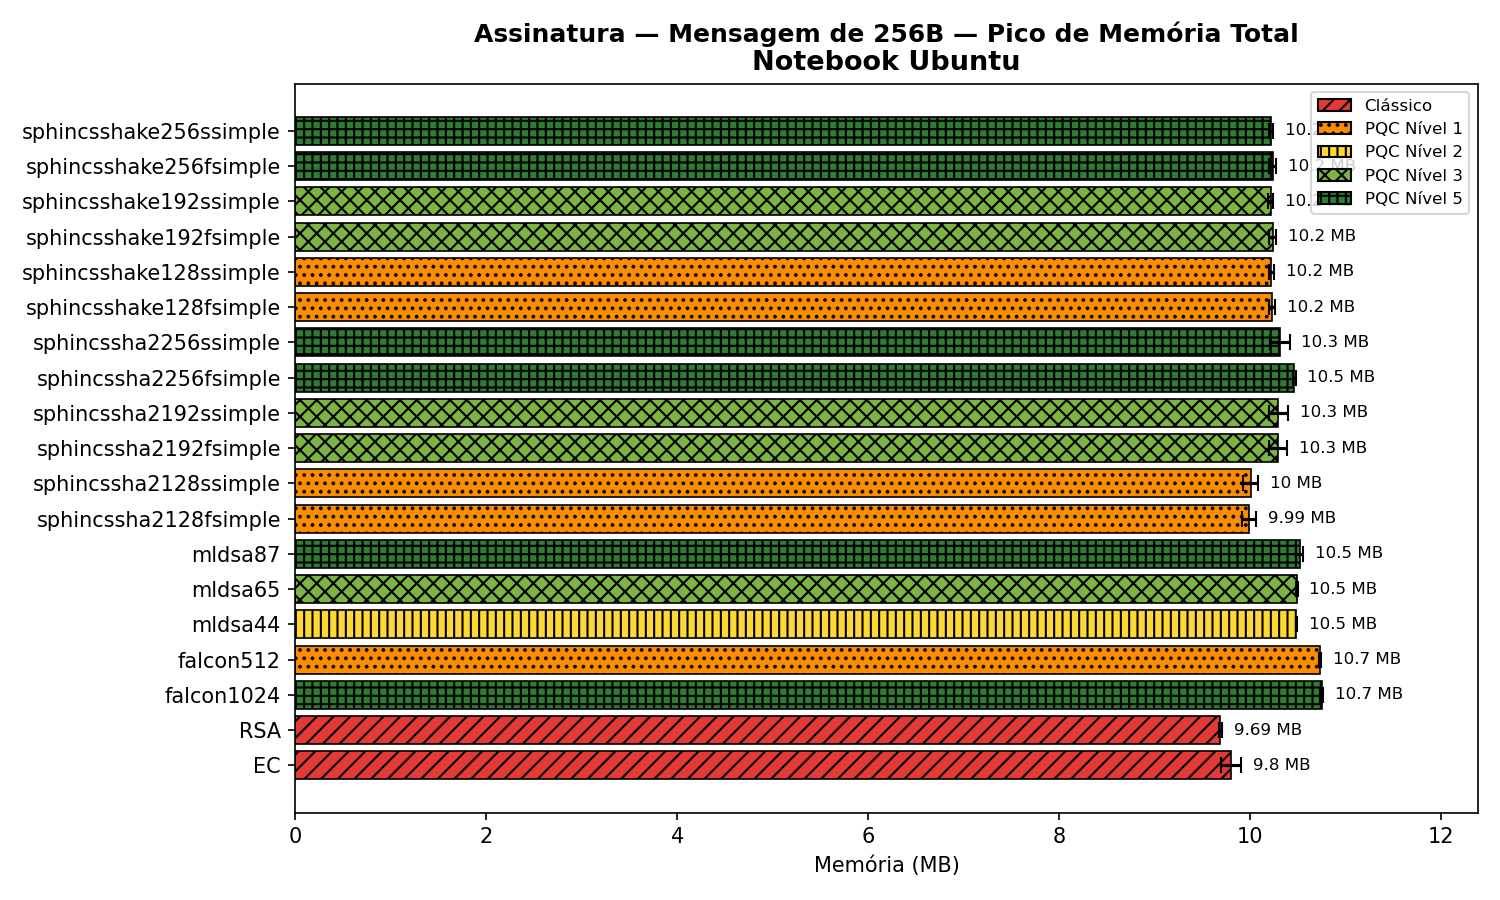 Assinatura — Mensagem de 256B — Pico de Memória Total
Notebook Ubuntu
sphincsshake256ssimple
sphincsshake256fsimple
10.2 MB
sphincsshake192ssimple
sphincsshake192fsimple
10.2 MB
sphincsshake128ssimple
10.2 MB
sphincsshake128fsimple
10.2 MB
sphincssha2256ssimple
10.3 MB
sphincssha2256fsimple
10.5 MB
sphincssha2192ssimple
10.3 MB
sphincssha2192fsimple
10.3 MB
sphincssha2128ssimple
10 MB
sphincssha2128fsimple
9.99 MB
mldsa87
10.5 MB
mldsa65
10.5 MB
mldsa44
10.5 MB
falcon512
10.7 MB
falcon1024
10.7 MB
RSA
9.69 MB
EC
9.8 MB
Clássico
PQC Nível 1
PQC Nível 2
PQC Nível 3
PQC Nível 5
0 2 4 6 8 10 12
Memória (MB)